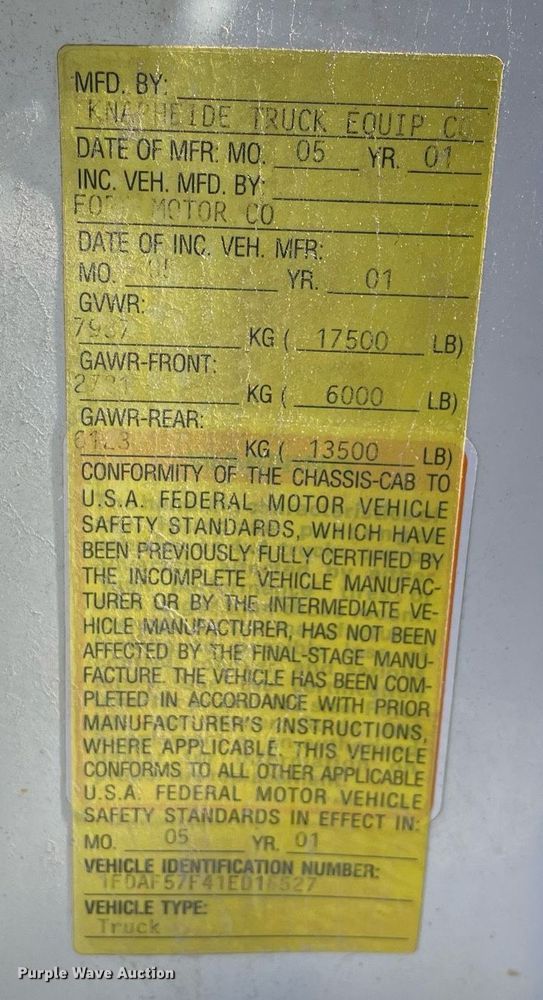 MFD. BY:
KNAPHEIDE TRUCK EQUIP CO
DATE OF MFR: MO. 05 YR. 01
INC. VEH. MFD. BY:
FORD MOTOR CO
DATE OF INC. VEH. MFR:
MO. YR. 01
GVWR:
7937 KG ( 17500 LB)
GAWR-FRONT:
2721 KG ( 6000 LB)
GAWR-REAR:
6123 KG ( 13500 LB)
CONFORMITY OF THE CHASSIS-CAB TO
U.S.A. FEDERAL MOTOR VEHICLE
SAFETY STANDARDS, WHICH HAVE
BEEN PREVIOUSLY FULLY CERTIFIED BY
THE INCOMPLETE VEHICLE MANUFAC-
TURER OR BY THE INTERMEDIATE VE-
HICLE MANUFACTURER, HAS NOT BEEN
AFFECTED BY THE FINAL-STAGE MANU-
FACTURE. THE VEHICLE HAS BEEN COM-
PLETED IN ACCORDANCE WITH PRIOR
MANUFACTURER'S INSTRUCTIONS,
WHERE APPLICABLE. THIS VEHICLE
CONFORMS TO ALL OTHER APPLICABLE
U.S.A. FEDERAL MOTOR VEHICLE
SAFETY STANDARDS IN EFFECT IN:
MO. 05 YR. 01
VEHICLE IDENTIFICATION NUMBER:
VEHICLE TYPE:
Truck
Purple Wave Auction